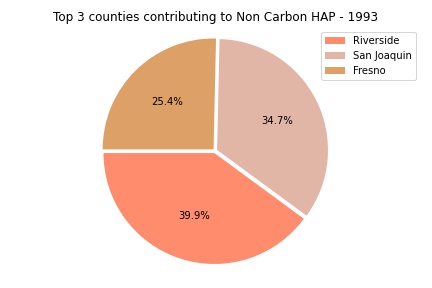 Top 3 counties contributing to Non Carbon HAP - 1993
Riverside
San Joaquin
Fresno
25.4%
34.7%
39.9%